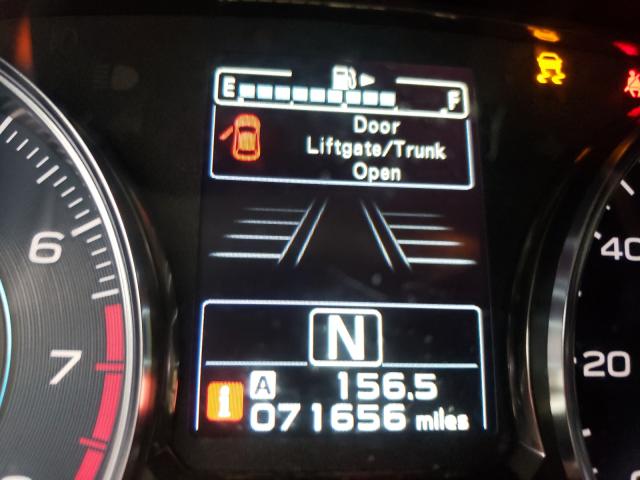 E F
Door
Liftgate/Trunk
Open
6
7
N
A 156.5
i 071656 miles
40
20